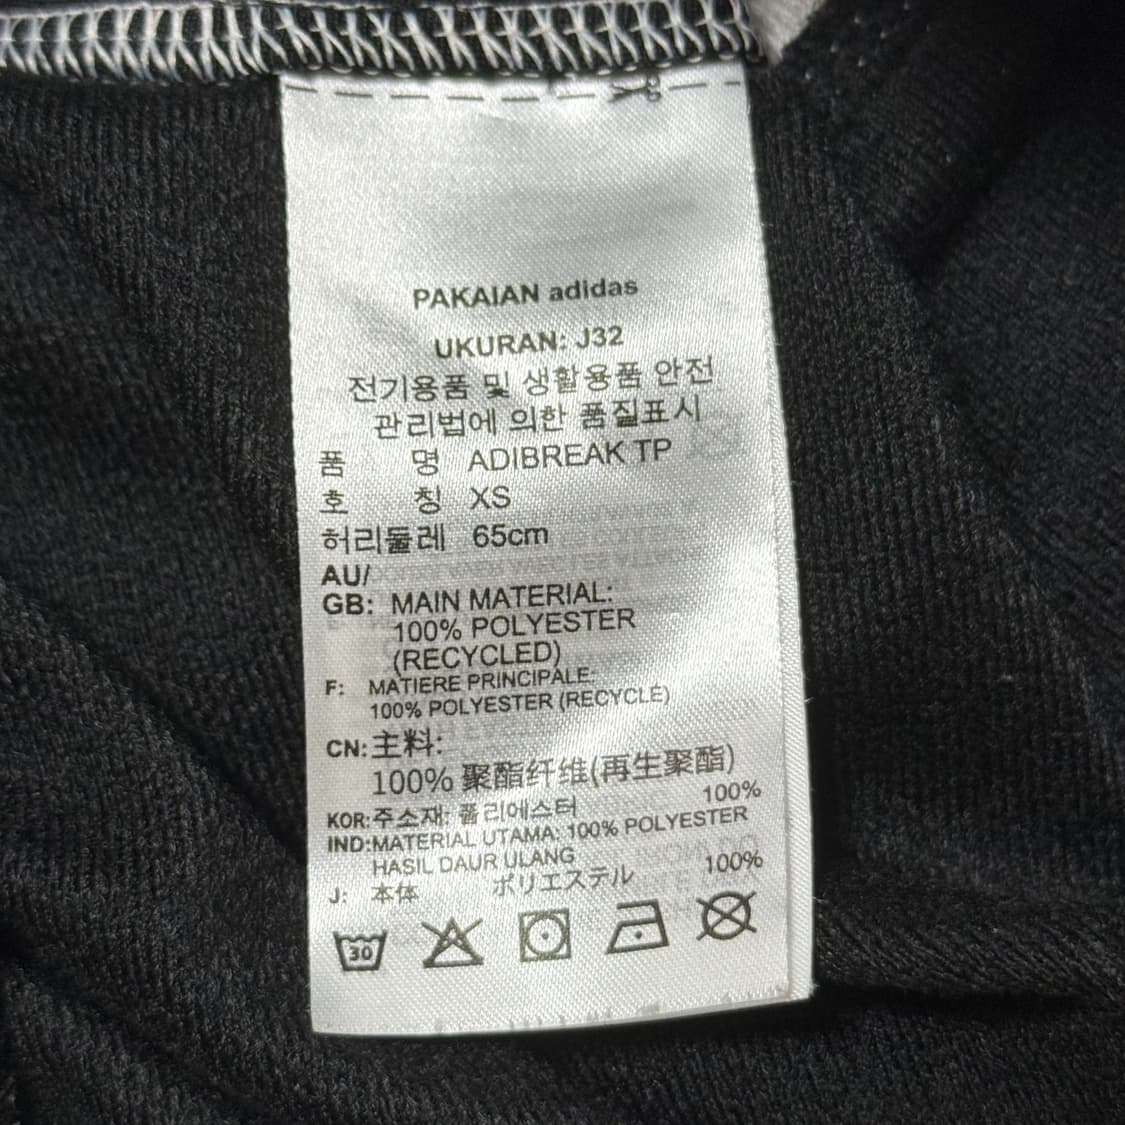 PAKAIAN adidas
UKURAN: J32
전기용품 및 생활용품 안전
관리법에 의한 품질표시
품 명 ADIBREAK TP
호 칭 XS
허리둘레 65cm
AU/
GB: MAIN MATERIAL:
100% POLYESTER
(RECYCLED)
F: MATIERE PRINCIPALE:
100% POLYESTER (RECYCLÉ)
CN: 主料:
100% 聚酯纤维(再生聚酯)
KOR: 주소재: 폴리에스터 100%
IND: MATERIAL UTAMA: 100% POLYESTER
HASIL DAUR ULANG
J: 本体 ポリエステル 100%
30